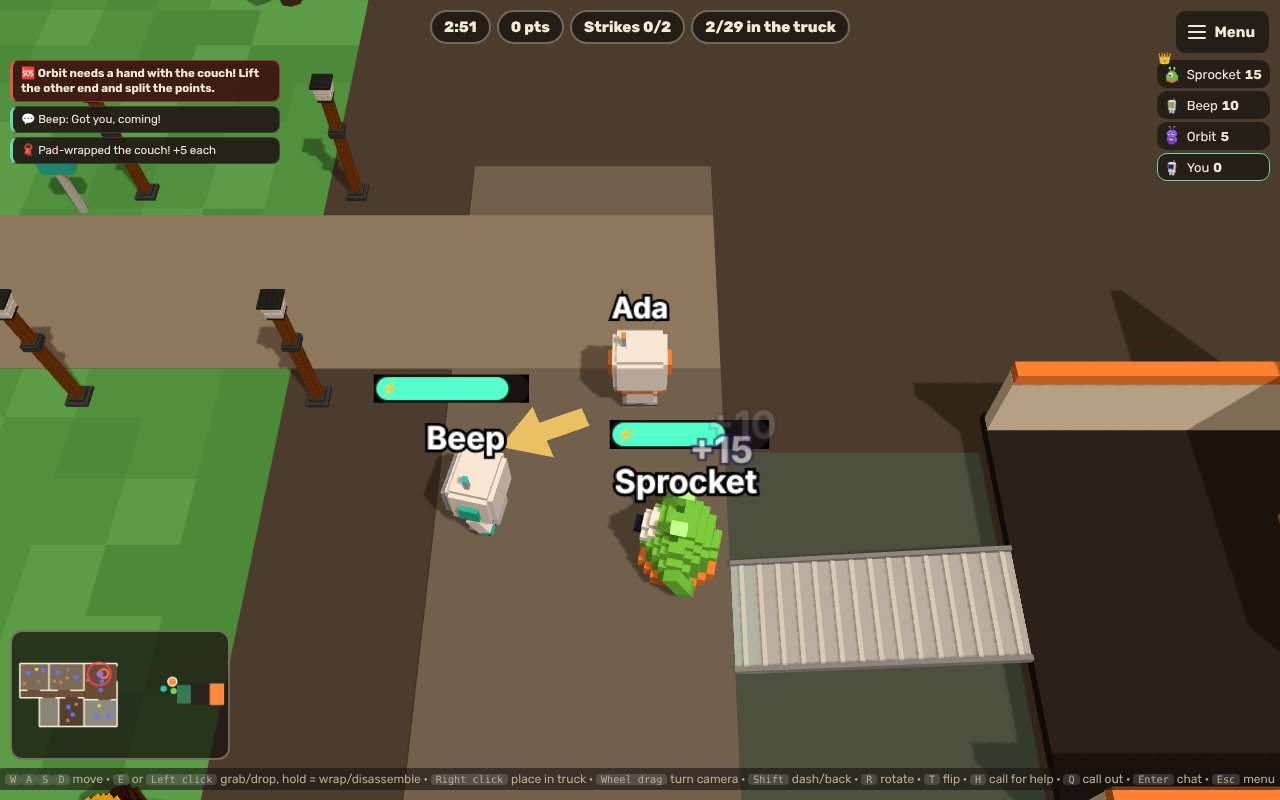 2:51
0 pts
Strikes 0/2
2/29 in the truck
Menu
🆘 Orbit needs a hand with the couch! Lift
the other end and split the points.
💬 Beep: Got you, coming!
Pad-wrapped the couch! +5 each
Sprocket 15
Beep 10
Orbit 5
You 0
Ada
Beep
+10
+15
Sprocket
W A S D move • E or Left click grab/drop, hold = wrap/disassemble • Right click place in truck • Wheel drag turn camera • Shift dash/back • R rotate • T flip • H call for help • Q call out • Enter chat • Esc menu